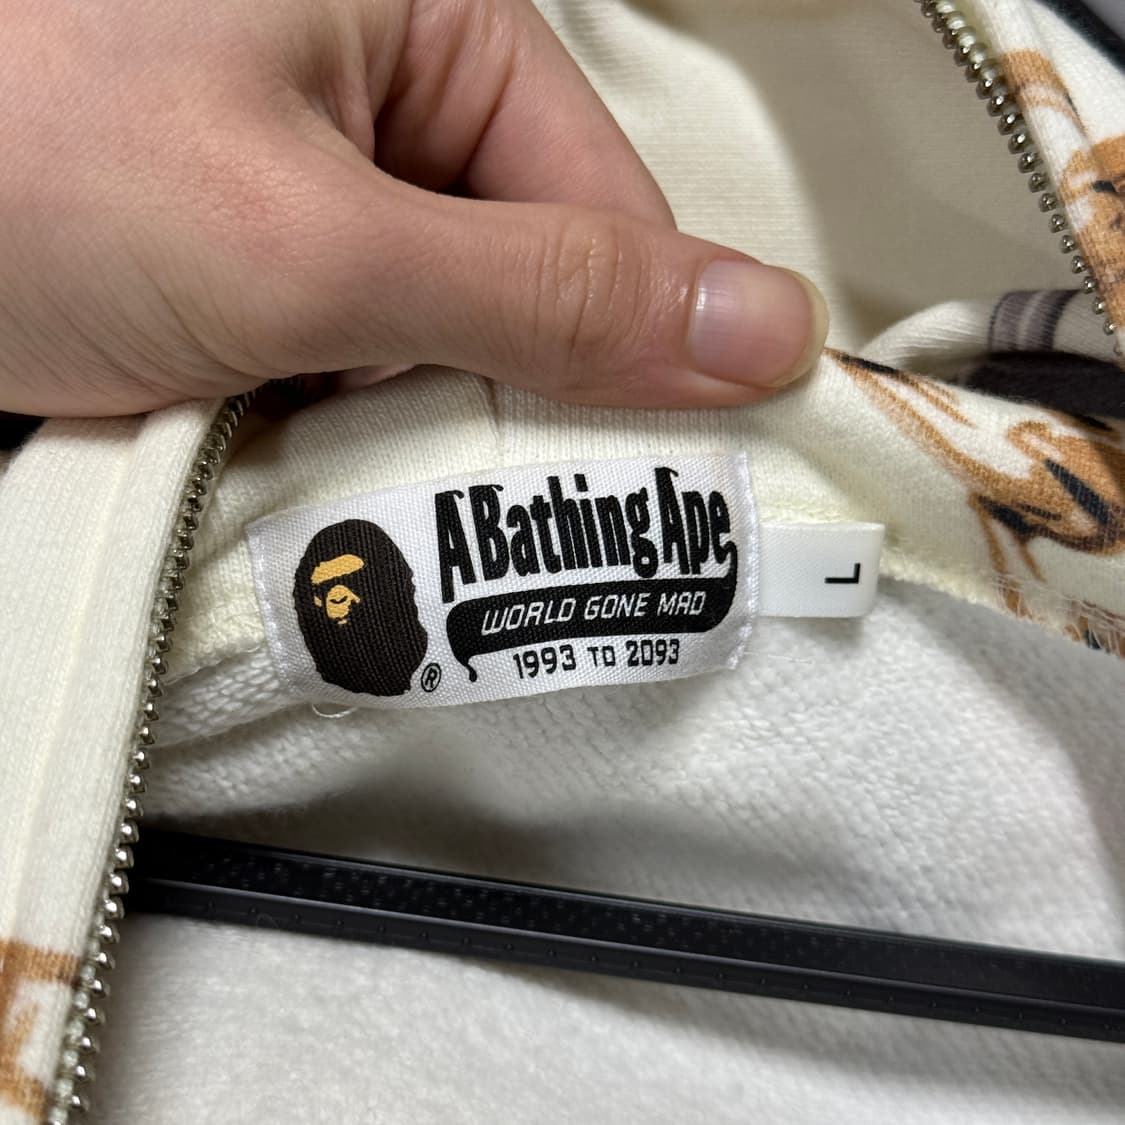 A Bathing Ape
WORLD GONE MAD
1993 TO 2093
®
L